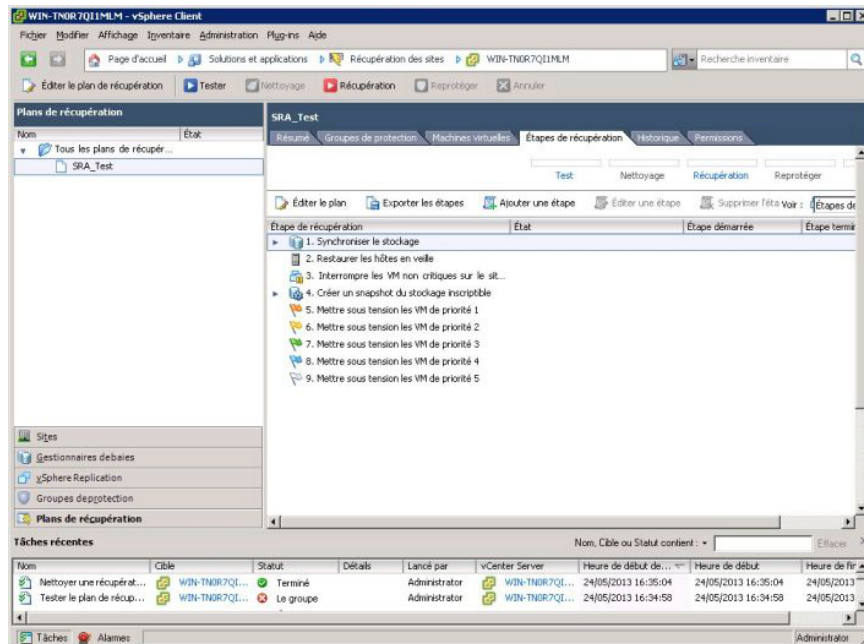 WIN-TN0R7QI1MLM - vSphere Client
Fichier Modifier Affichage Inventaire Administration Plug-ins Aide
Page d'accueil Solutions et applications Récupération des sites WIN-TN0R7QI1MLM Recherche inventaire
Éditer le plan de récupération Tester Nettoyage Récupération Reprotéger Annuler
Plans de récupération
Nom État
Tous les plans de récupér...
SRA_Test
Sites
Gestionnaires debaies
vSphere Replication
Groupes deprotection
Plans de récupération
SRA_Test
Résumé Groupes de protection Machines virtuelles Étapes de récupération Historique Permissions
Test Nettoyage Récupération Reprotéger
Éditer le plan Exporter les étapes Ajouter une étape Éditer une étape Supprimer l'éta Voir : Étapes de
Étape de récupération État Étape démarrée Étape termin
1. Synchroniser le stockage
2. Restaurer les hôtes en veille
3. Interrompre les VM non critiques sur le sit...
4. Créer un snapshot du stockage inscriptible
5. Mettre sous tension les VM de priorité 1
6. Mettre sous tension les VM de priorité 2
7. Mettre sous tension les VM de priorité 3
8. Mettre sous tension les VM de priorité 4
9. Mettre sous tension les VM de priorité 5
Tâches récentes Nom, Cible ou Statut contient : Effacer
Nom Cible Statut Détails Lancé par vCenter Server Heure de début de... Heure de début Heure de fin
Nettoyer une récupérat... WIN-TN0R7QI... Terminé Administrator WIN-TN0R7QI... 24/05/2013 16:35:04 24/05/2013 16:35:04 24/05/2013
Tester le plan de récup... WIN-TN0R7QI... Le groupe Administrator WIN-TN0R7QI... 24/05/2013 16:34:58 24/05/2013 16:34:58 24/05/2013
Tâches Alarmes Administrator